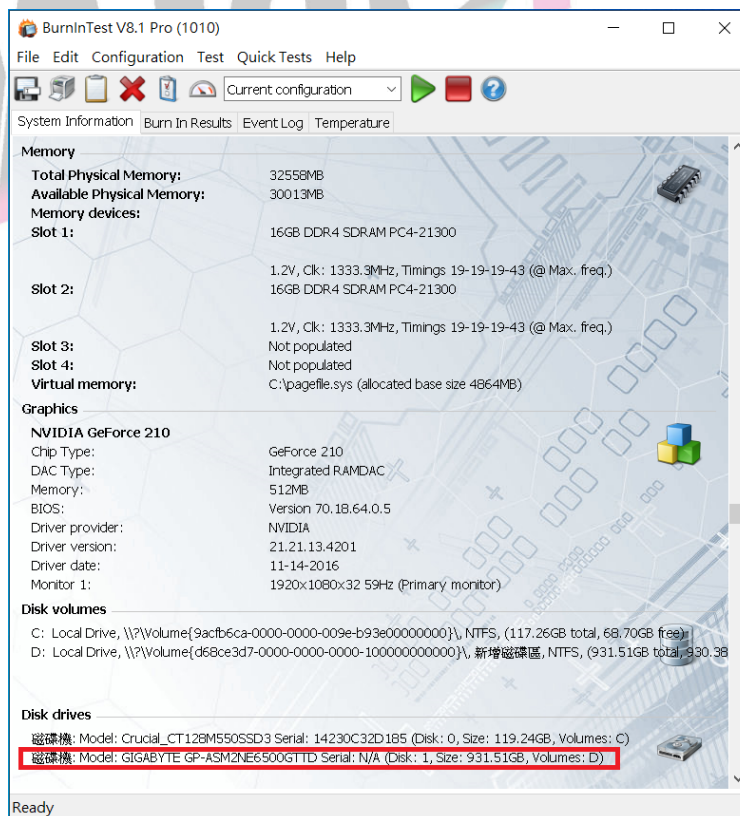 BurnInTest V8.1 Pro (1010)
File Edit Configuration Test Quick Tests Help
Current configuration
System Information Burn In Results Event Log Temperature
Memory
Total Physical Memory: 32558MB
Available Physical Memory: 30013MB
Memory devices:
Slot 1: 16GB DDR4 SDRAM PC4-21300
1.2V, Clk: 1333.3MHz, Timings 19-19-19-43 (@ Max. freq.)
Slot 2: 16GB DDR4 SDRAM PC4-21300
1.2V, Clk: 1333.3MHz, Timings 19-19-19-43 (@ Max. freq.)
Slot 3: Not populated
Slot 4: Not populated
Virtual memory: C:\pagefile.sys (allocated base size 4864MB)
Graphics
NVIDIA GeForce 210
Chip Type: GeForce 210
DAC Type: Integrated RAMDAC
Memory: 512MB
BIOS: Version 70.18.64.0.5
Driver provider: NVIDIA
Driver version: 21.21.13.4201
Driver date: 11-14-2016
Monitor 1: 1920x1080x32 59Hz (Primary monitor)
Disk volumes
C: Local Drive, \\?\Volume{9acfb6ca-0000-0000-009e-b93e00000000}\, NTFS, (117.26GB total, 68.70GB free)
D: Local Drive, \\?\Volume{d68ce3d7-0000-0000-0000-100000000000}\, 新增磁碟區, NTFS, (931.51GB total, 930.38
Disk drives
磁碟機: Model: Crucial_CT128M550SSD3 Serial: 14230C32D185 (Disk: 0, Size: 119.24GB, Volumes: C)
磁碟機: Model: GIGABYTE GP-ASM2NE6500GTTD Serial: N/A (Disk: 1, Size: 931.51GB, Volumes: D)
Ready